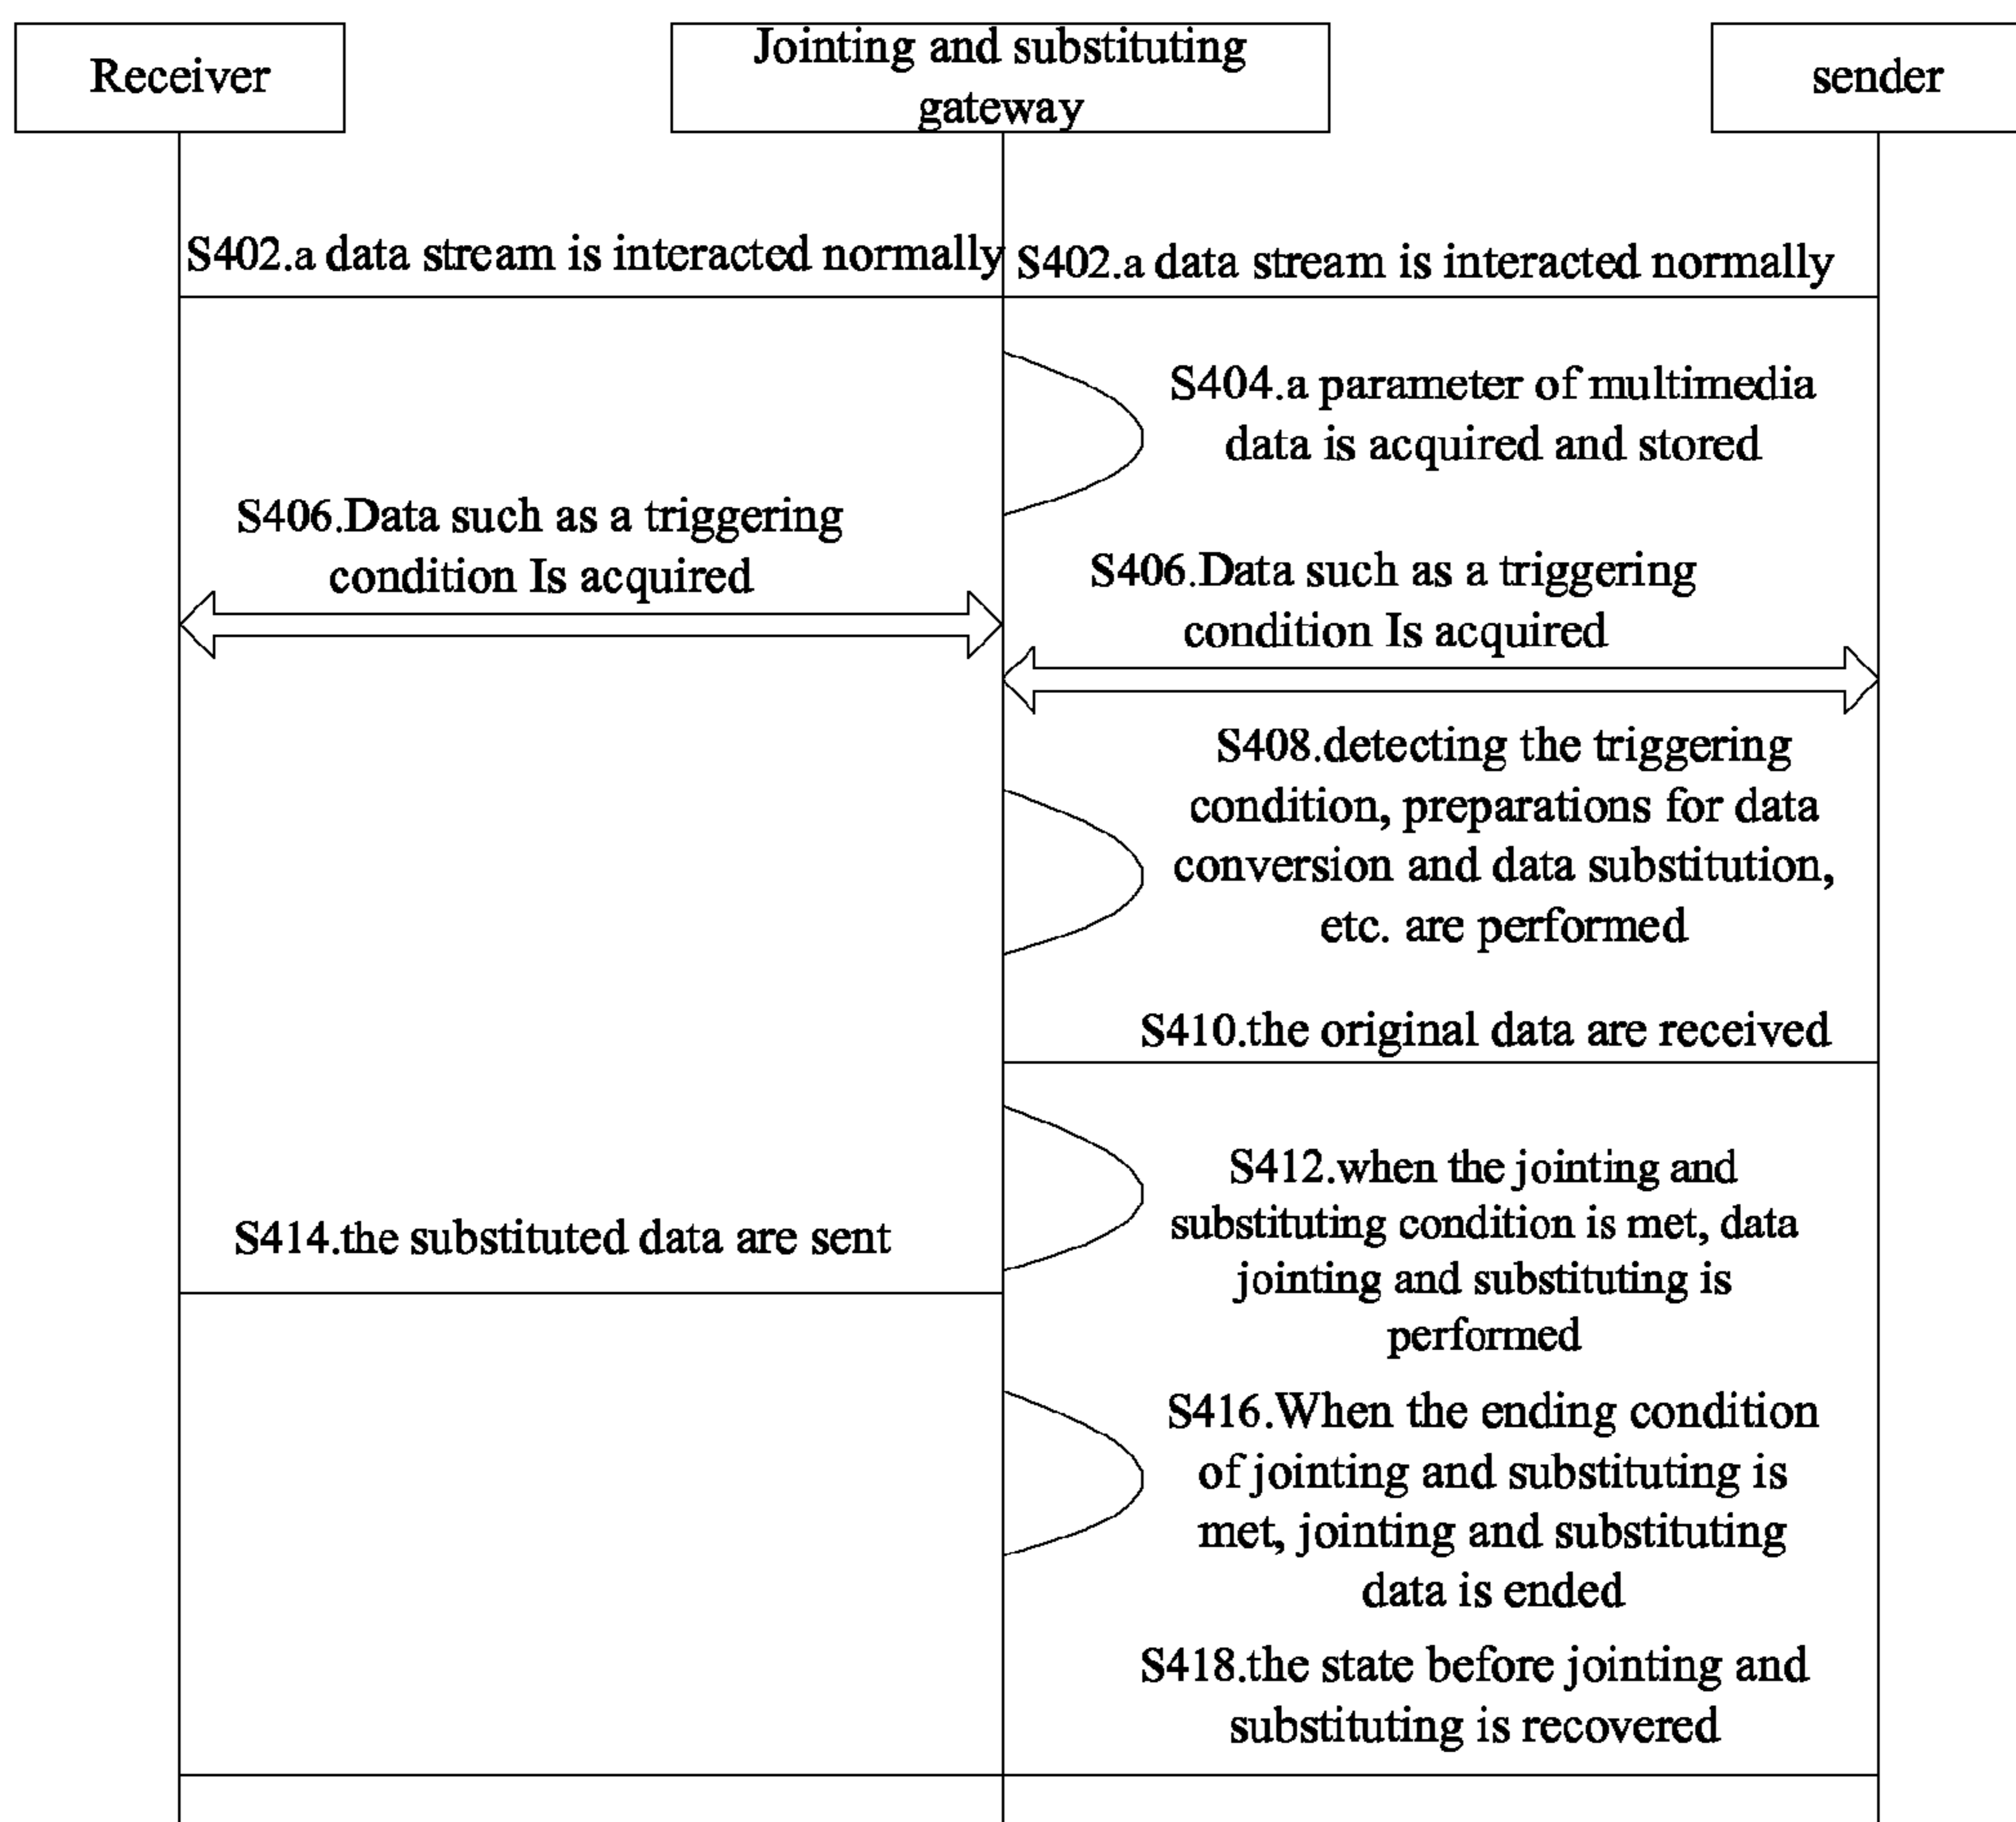 Receiver
Jointing and substituting
gateway
sender
S402.a data stream is interacted normally
S402.a data stream is interacted normally
S404.a parameter of multimedia
data is acquired and stored
S406.Data such as a triggering
condition Is acquired
S406.Data such as a triggering
condition Is acquired
S408.detecting the triggering
condition, preparations for data
conversion and data substitution,
etc. are performed
S410.the original data are received
S412.when the jointing and
substituting condition is met, data
jointing and substituting is
performed
S414.the substituted data are sent
S416.When the ending condition
of jointing and substituting is
met, jointing and substituting
data is ended
S418.the state before jointing and
substituting is recovered